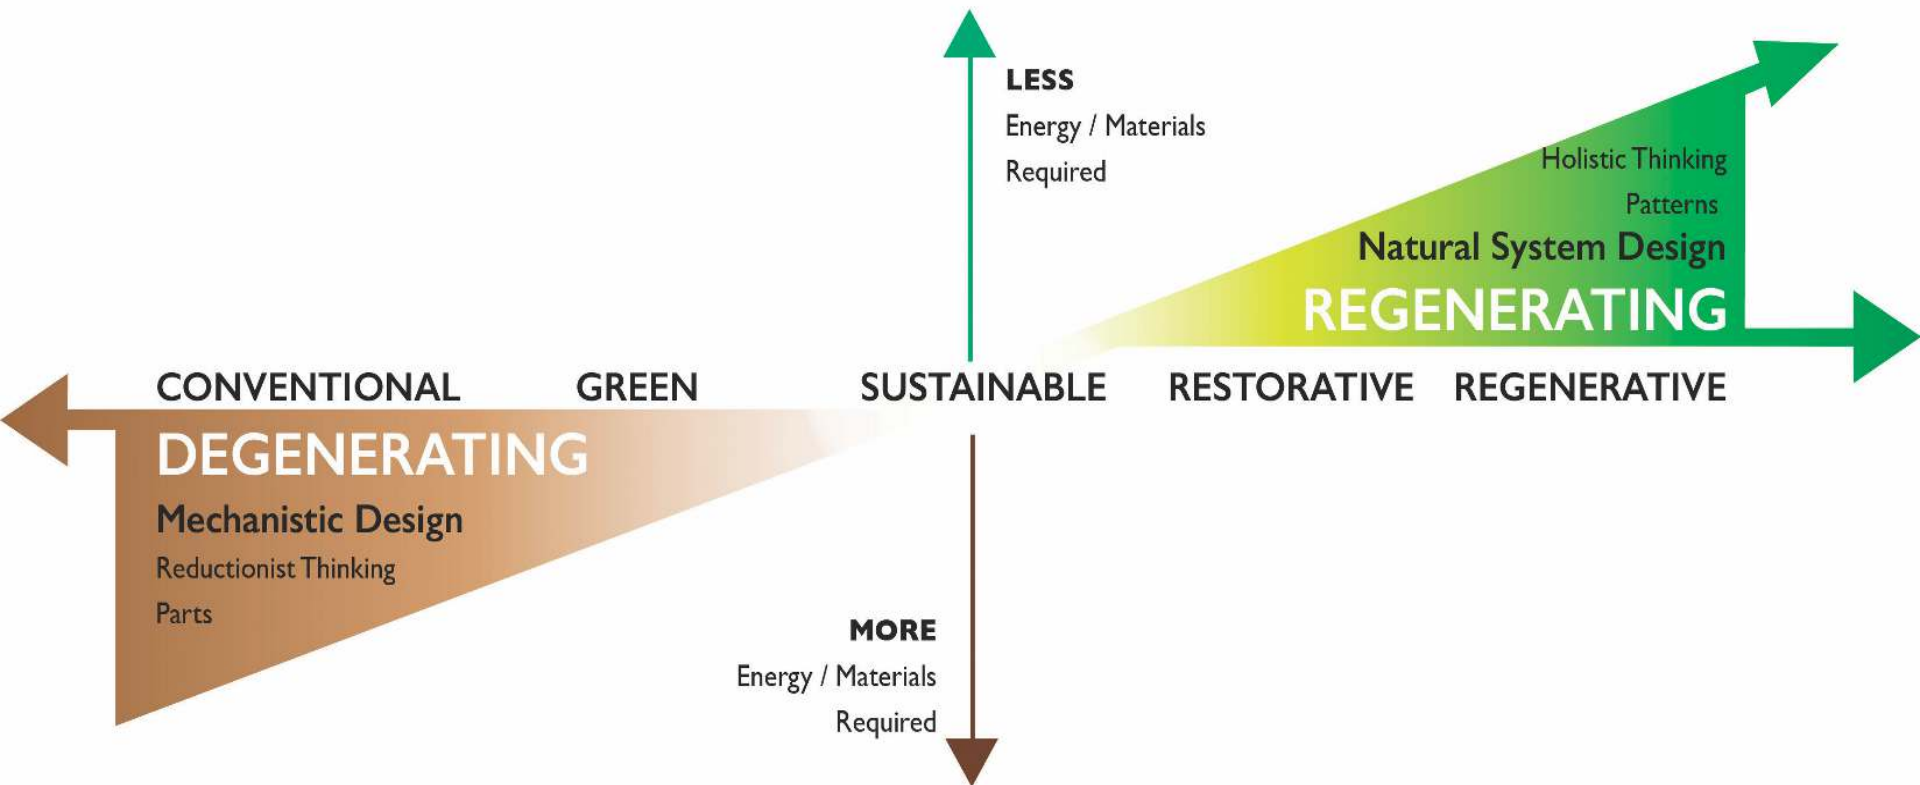 LESS
Energy / Materials
Required
Holistic Thinking
Patterns
Natural System Design
REGENERATING
CONVENTIONAL GREEN SUSTAINABLE RESTORATIVE REGENERATIVE
DEGENERATING
Mechanistic Design
Reductionist Thinking
Parts
MORE
Energy / Materials
Required